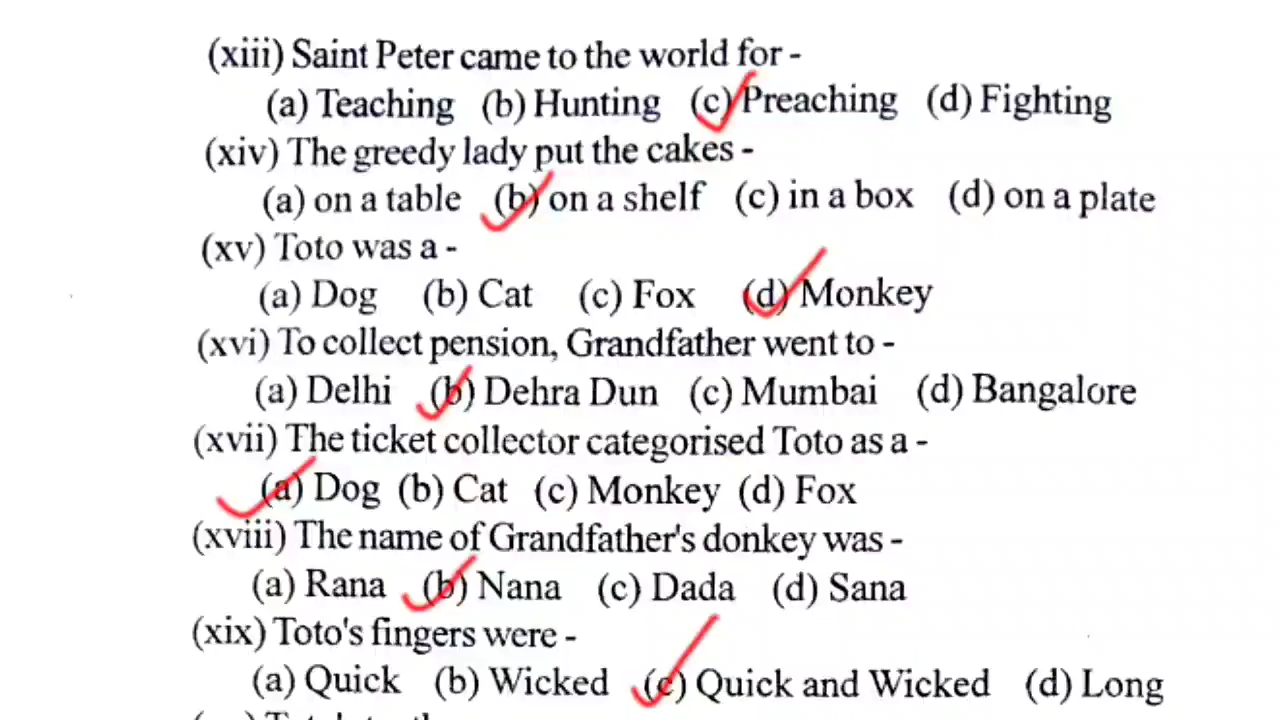 (xiii) Saint Peter came to the world for -
(a) Teaching (b) Hunting (c) Preaching (d) Fighting
(xiv) The greedy lady put the cakes -
(a) on a table (b) on a shelf (c) in a box (d) on a plate
(xv) Toto was a -
(a) Dog (b) Cat (c) Fox (d) Monkey
(xvi) To collect pension, Grandfather went to -
(a) Delhi (b) Dehra Dun (c) Mumbai (d) Bangalore
(xvii) The ticket collector categorised Toto as a -
(a) Dog (b) Cat (c) Monkey (d) Fox
(xviii) The name of Grandfather's donkey was -
(a) Rana (b) Nana (c) Dada (d) Sana
(xix) Toto's fingers were -
(a) Quick (b) Wicked (c) Quick and Wicked (d) Long